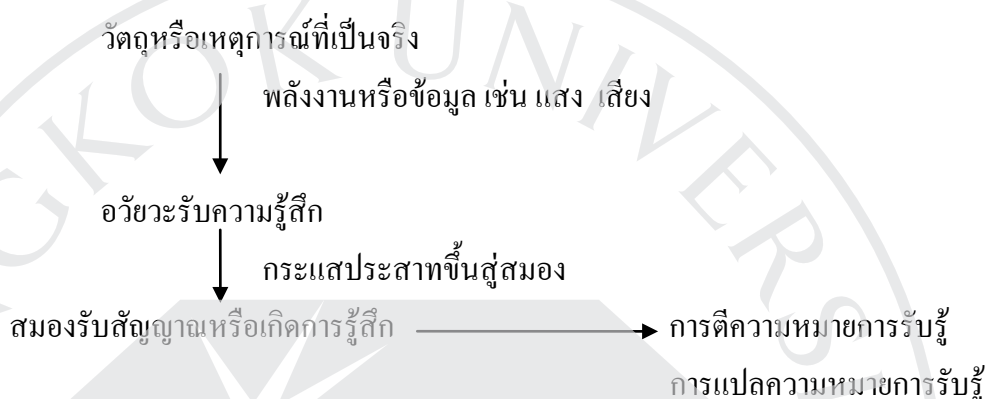 วัตถุหรือเหตุการณ์ที่เป็นจริง
พลังงานหรือข้อมูล เช่น แสง เสียง
อวัยวะรับความรู้สึก
กระแสประสาทขึ้นสู่สมอง
สมองรับสัญญาณหรือเกิดการรู้สึก
การตีความหมายการรับรู้
การแปลความหมายการรับรู้
GKOK UNIVERS